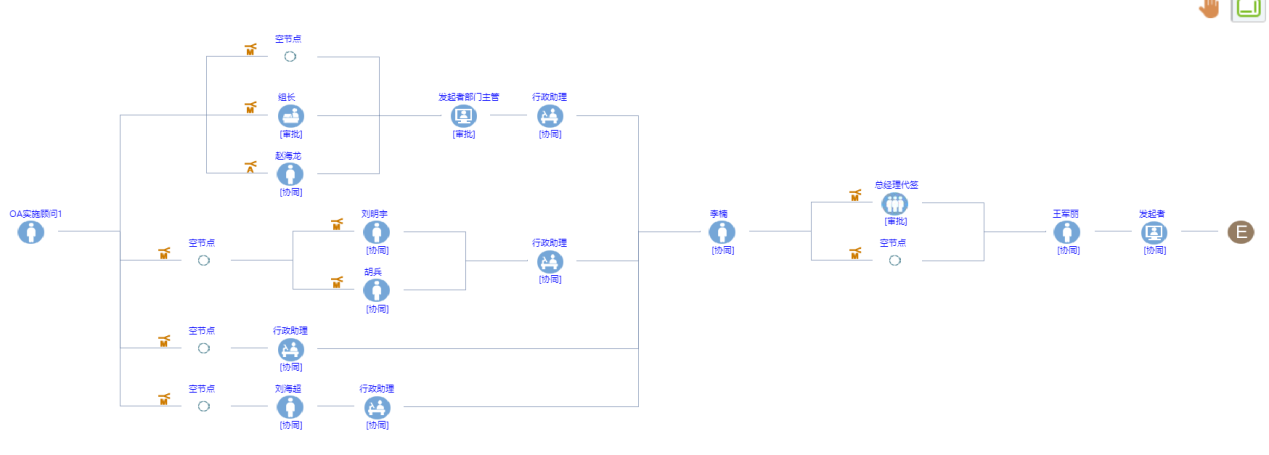 空节点
M
组长
[审批]
M
赵海龙
[协同]
A
发起者部门主管
[审批]
行政助理
[协同]
OA实施顾问1
空节点
M
刘明宇
[协同]
M
胡兵
[协同]
M
行政助理
[协同]
空节点
M
行政助理
[协同]
空节点
M
刘海超
[协同]
行政助理
[协同]
李楠
[协同]
总经理代签
[审批]
M
空节点
M
王军丽
[协同]
发起者
[协同]
E